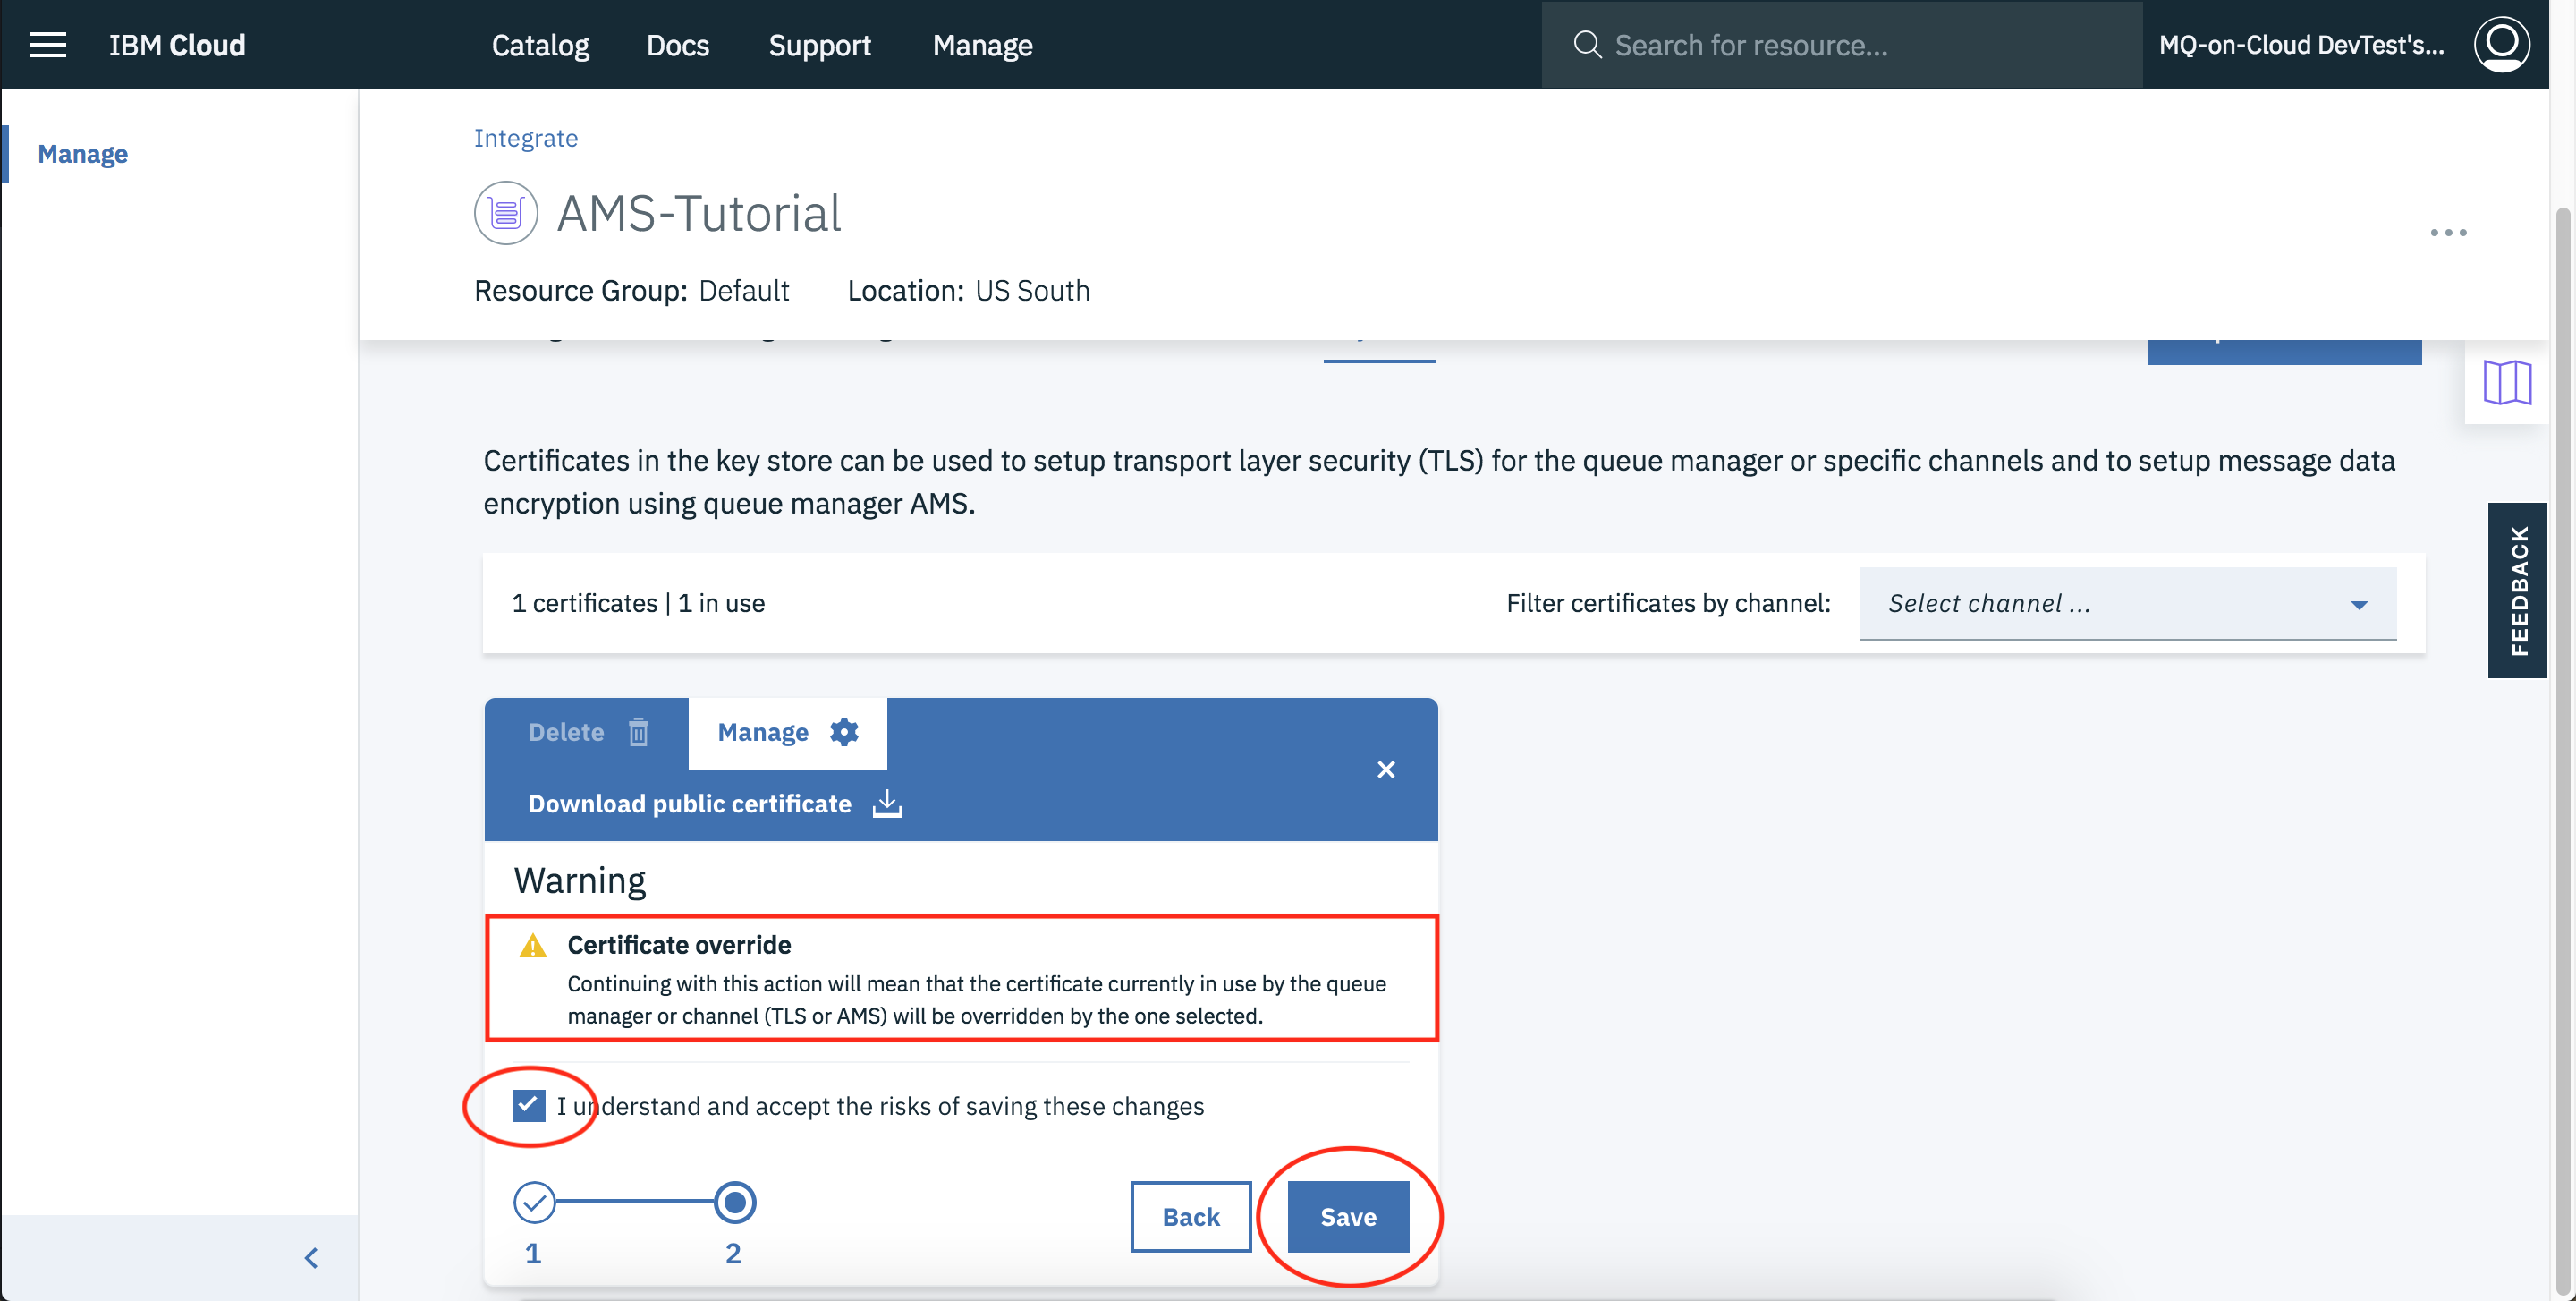 IBM Cloud
Catalog
Docs
Support
Manage
Search for resource...
MQ-on-Cloud DevTest's...
Manage
Integrate
AMS-Tutorial
Resource Group: Default
Location: US South
Certificates in the key store can be used to setup transport layer security (TLS) for the queue manager or specific channels and to setup message data
encryption using queue manager AMS.
FEEDBACK
1 certificates | 1 in use
Filter certificates by channel:
Select channel ...
Delete
Manage
Download public certificate
Warning
Certificate override
Continuing with this action will mean that the certificate currently in use by the queue
manager or channel (TLS or AMS) will be overridden by the one selected.
I understand and accept the risks of saving these changes
1
2
Back
Save